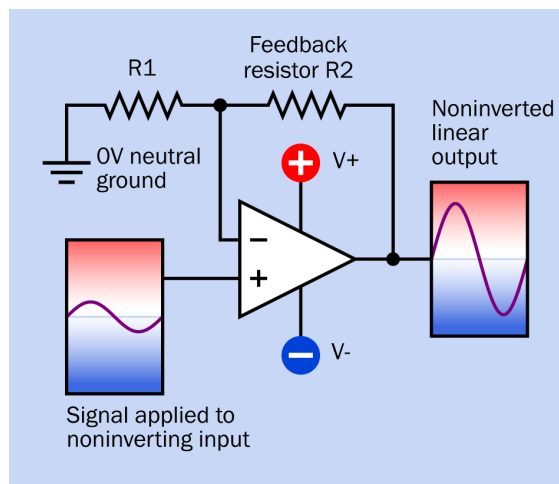 Feedback
R1
resistor R2
Noninverted
linear
output
0V neutral
ground
V+
+
−
+
−
V-
Signal applied to
noninverting input